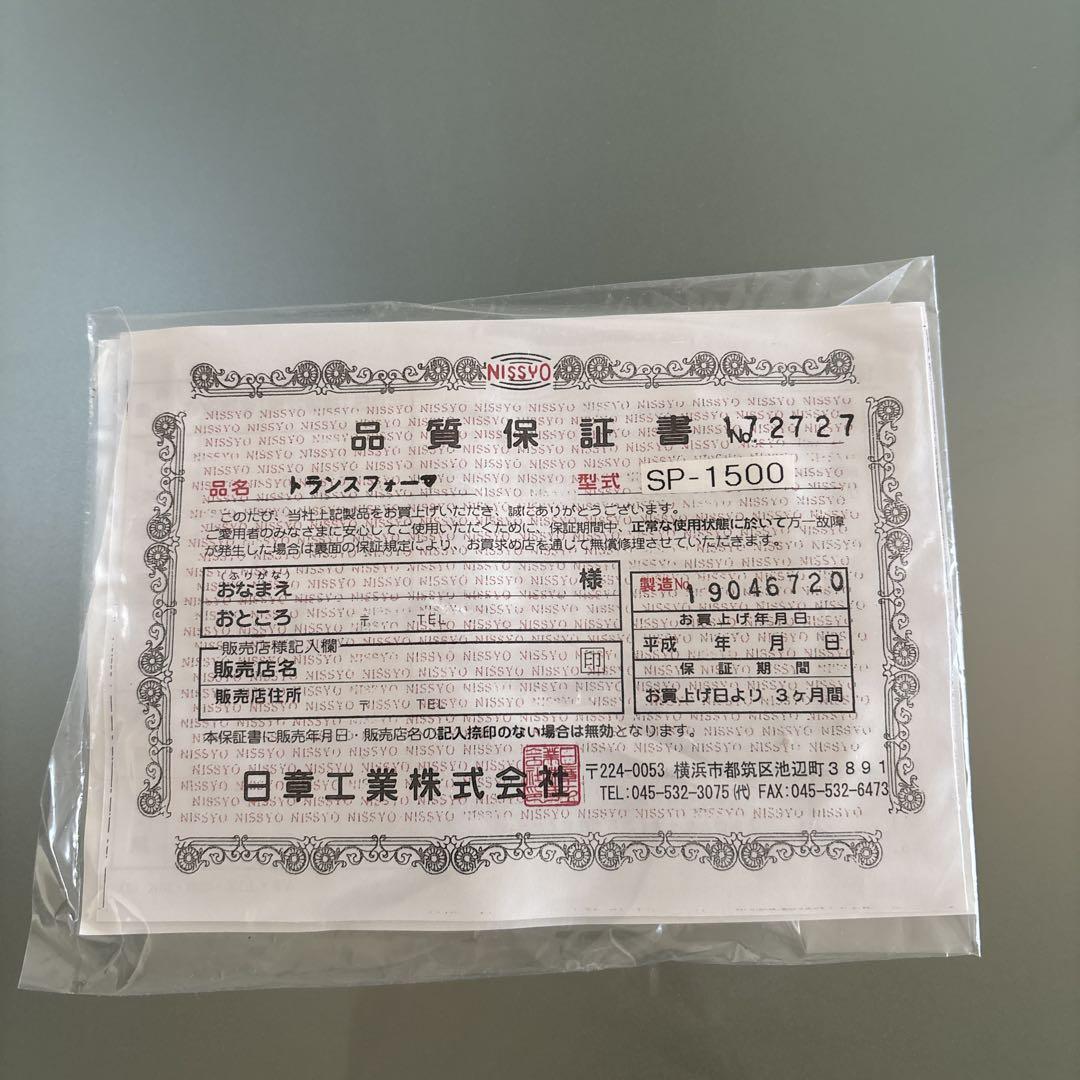 NISSYO
品質保証書 No. 172727
品名 トランスフォーマ 型式 SP-1500
このたび、当社上記製品をお買上げいただき、誠にありがとうございます。
ご愛用者のみなさまに安心してご使用いただくために、保証期間中、正常な使用状態に於いて万一故障
が発生した場合は裏面の保証規定により、お買求め店を通じて無償修理させていただきます。
(ふりがな)
おなまえ 様
おところ 〒 TEL
販売店様記入欄
販売店名 印
販売店住所 〒 TEL
製造No. 19046720
お買上げ年月日
平成 年 月 日
保証期間
お買上げ日より 3ヶ月間
本保証書に販売年月日・販売店名の記入捺印のない場合は無効となります。
日章工業株式会社
〒224-0053 横浜市都筑区池辺町3891
TEL:045-532-3075(代) FAX:045-532-6473